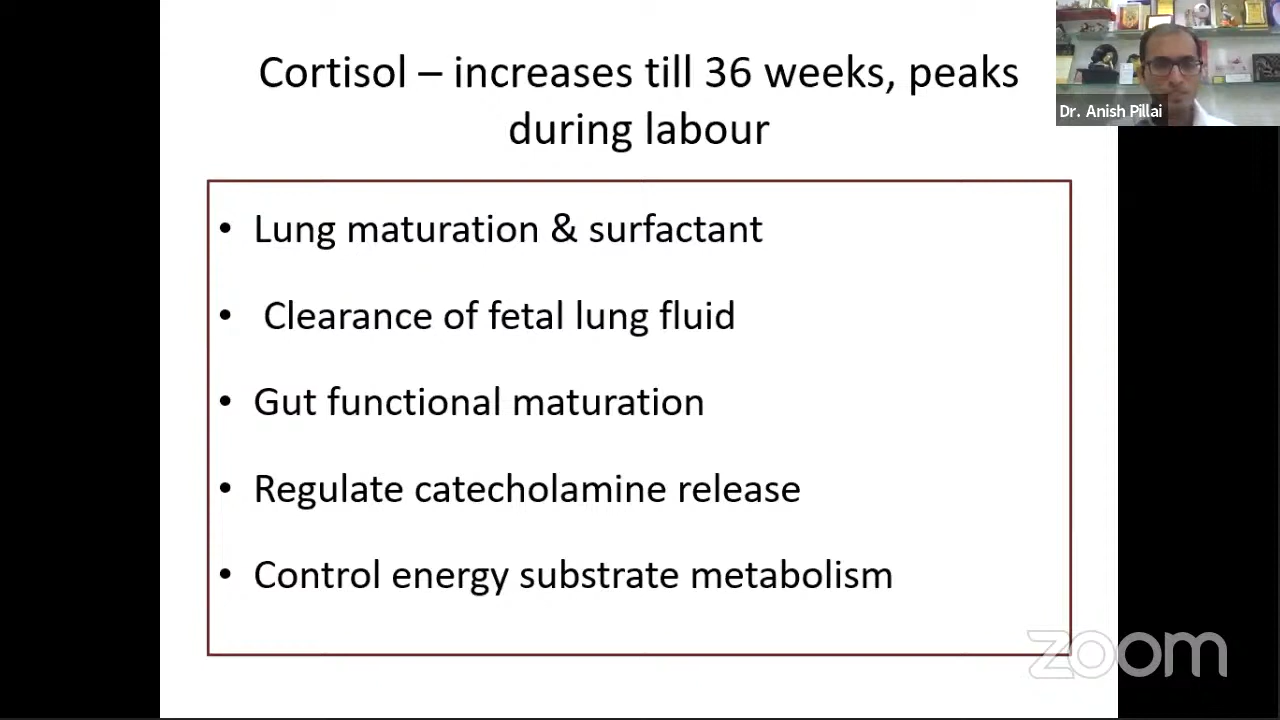 Cortisol – increases till 36 weeks, peaks
during labour
Dr. Anish Pillai
• Lung maturation & surfactant
• Clearance of fetal lung fluid
• Gut functional maturation
• Regulate catecholamine release
• Control energy substrate metabolism
zoom